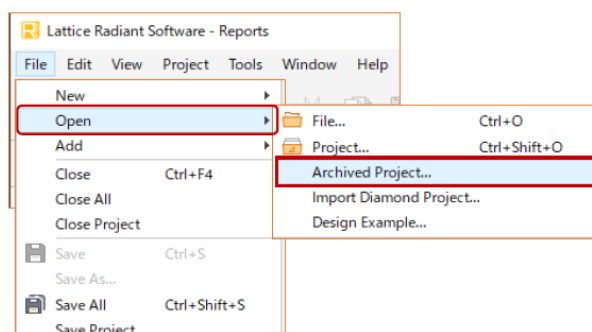 Lattice Radiant Software - Reports
File Edit View Project Tools Window Help
New
Open
Add
Close Ctrl+F4
Close All
Close Project
Save Ctrl+S
Save As...
Save All Ctrl+Shift+S
Save Project
File... Ctrl+O
Project... Ctrl+Shift+O
Archived Project...
Import Diamond Project...
Design Example...